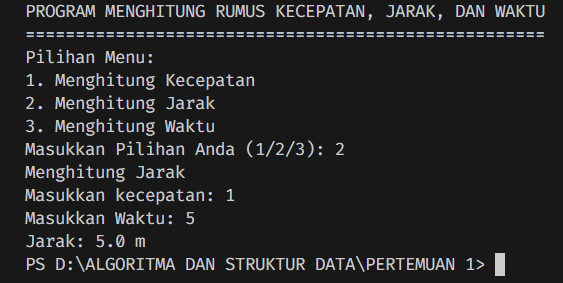 PROGRAM MENGHITUNG RUMUS KECEPATAN, JARAK, DAN WAKTU
====================================================
Pilihan Menu:
1. Menghitung Kecepatan
2. Menghitung Jarak
3. Menghitung Waktu
Masukkan Pilihan Anda (1/2/3): 2
Menghitung Jarak
Masukkan kecepatan: 1
Masukkan Waktu: 5
Jarak: 5.0 m
PS D:\ALGORITMA DAN STRUKTUR DATA\PERTEMUAN 1>